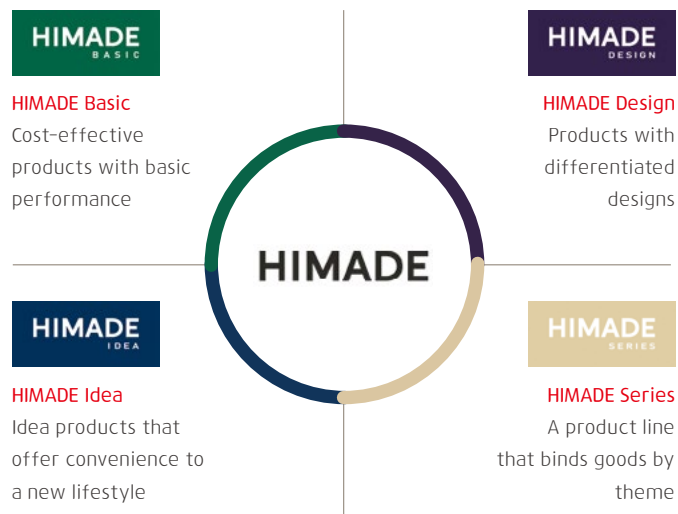 HIMADE
BASIC
HIMADE Basic
Cost-effective
products with basic
performance
HIMADE
DESIGN
HIMADE Design
Products with
differentiated
designs
HIMADE
HIMADE
IDEA
HIMADE Idea
Idea products that
offer convenience to
a new lifestyle
HIMADE
SERIES
HIMADE Series
A product line
that binds goods by
theme